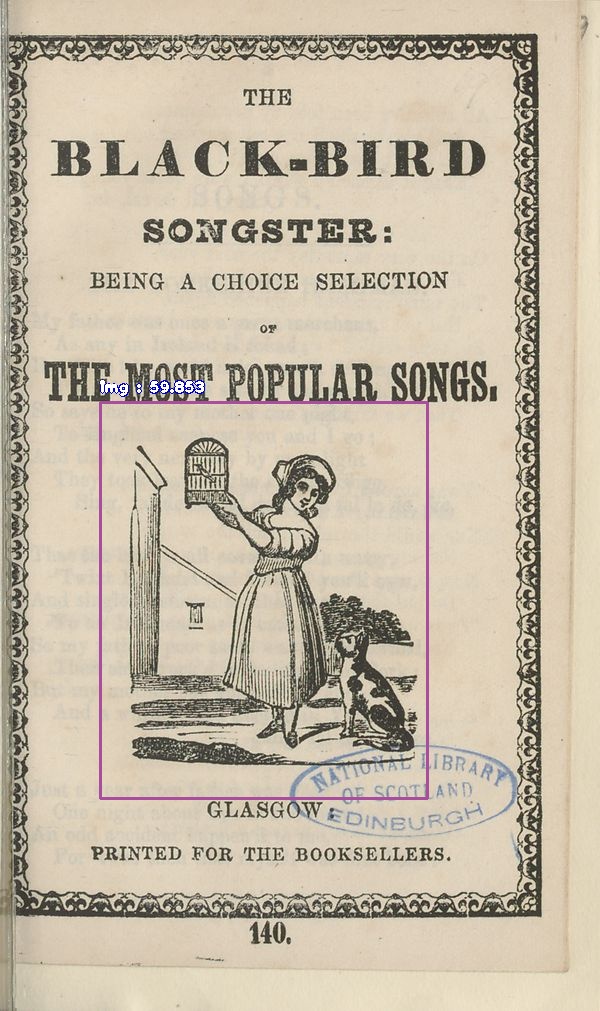 THE
BLACK-BIRD
SONGSTER:
BEING A CHOICE SELECTION
OF
THE MOST POPULAR SONGS.
img : 59.853
GLASGOW:
NATIONAL LIBRARY
OF SCOTLAND
EDINBURGH
PRINTED FOR THE BOOKSELLERS.
140.